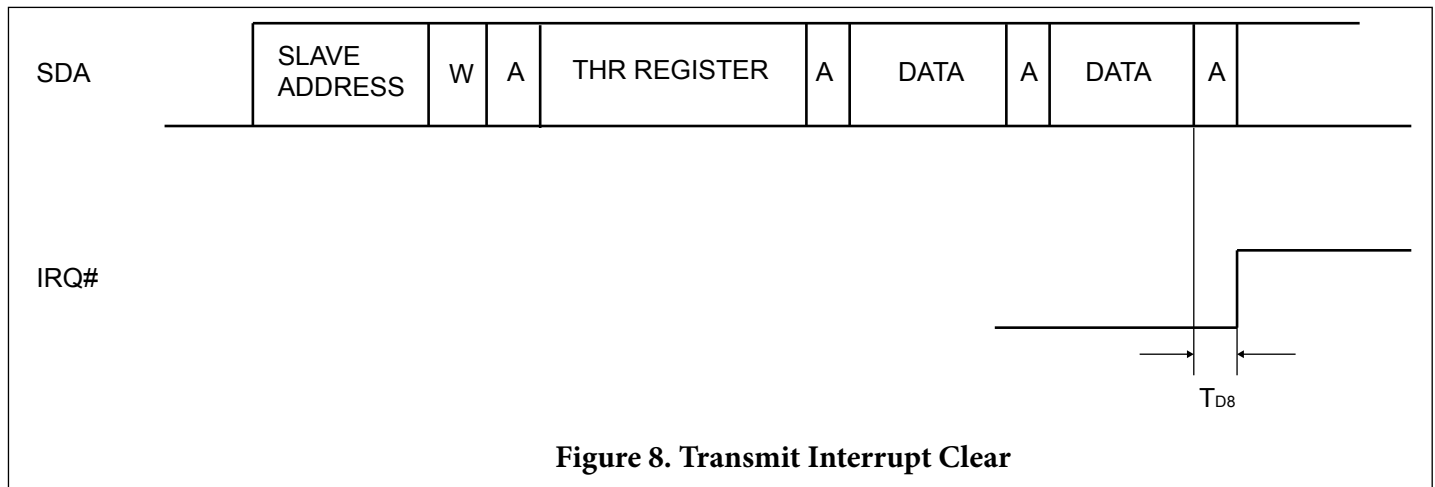 SDA
SLAVE
ADDRESS
W
A
THR REGISTER
A
DATA
A
DATA
A
IRQ#
TD8
Figure 8. Transmit Interrupt Clear